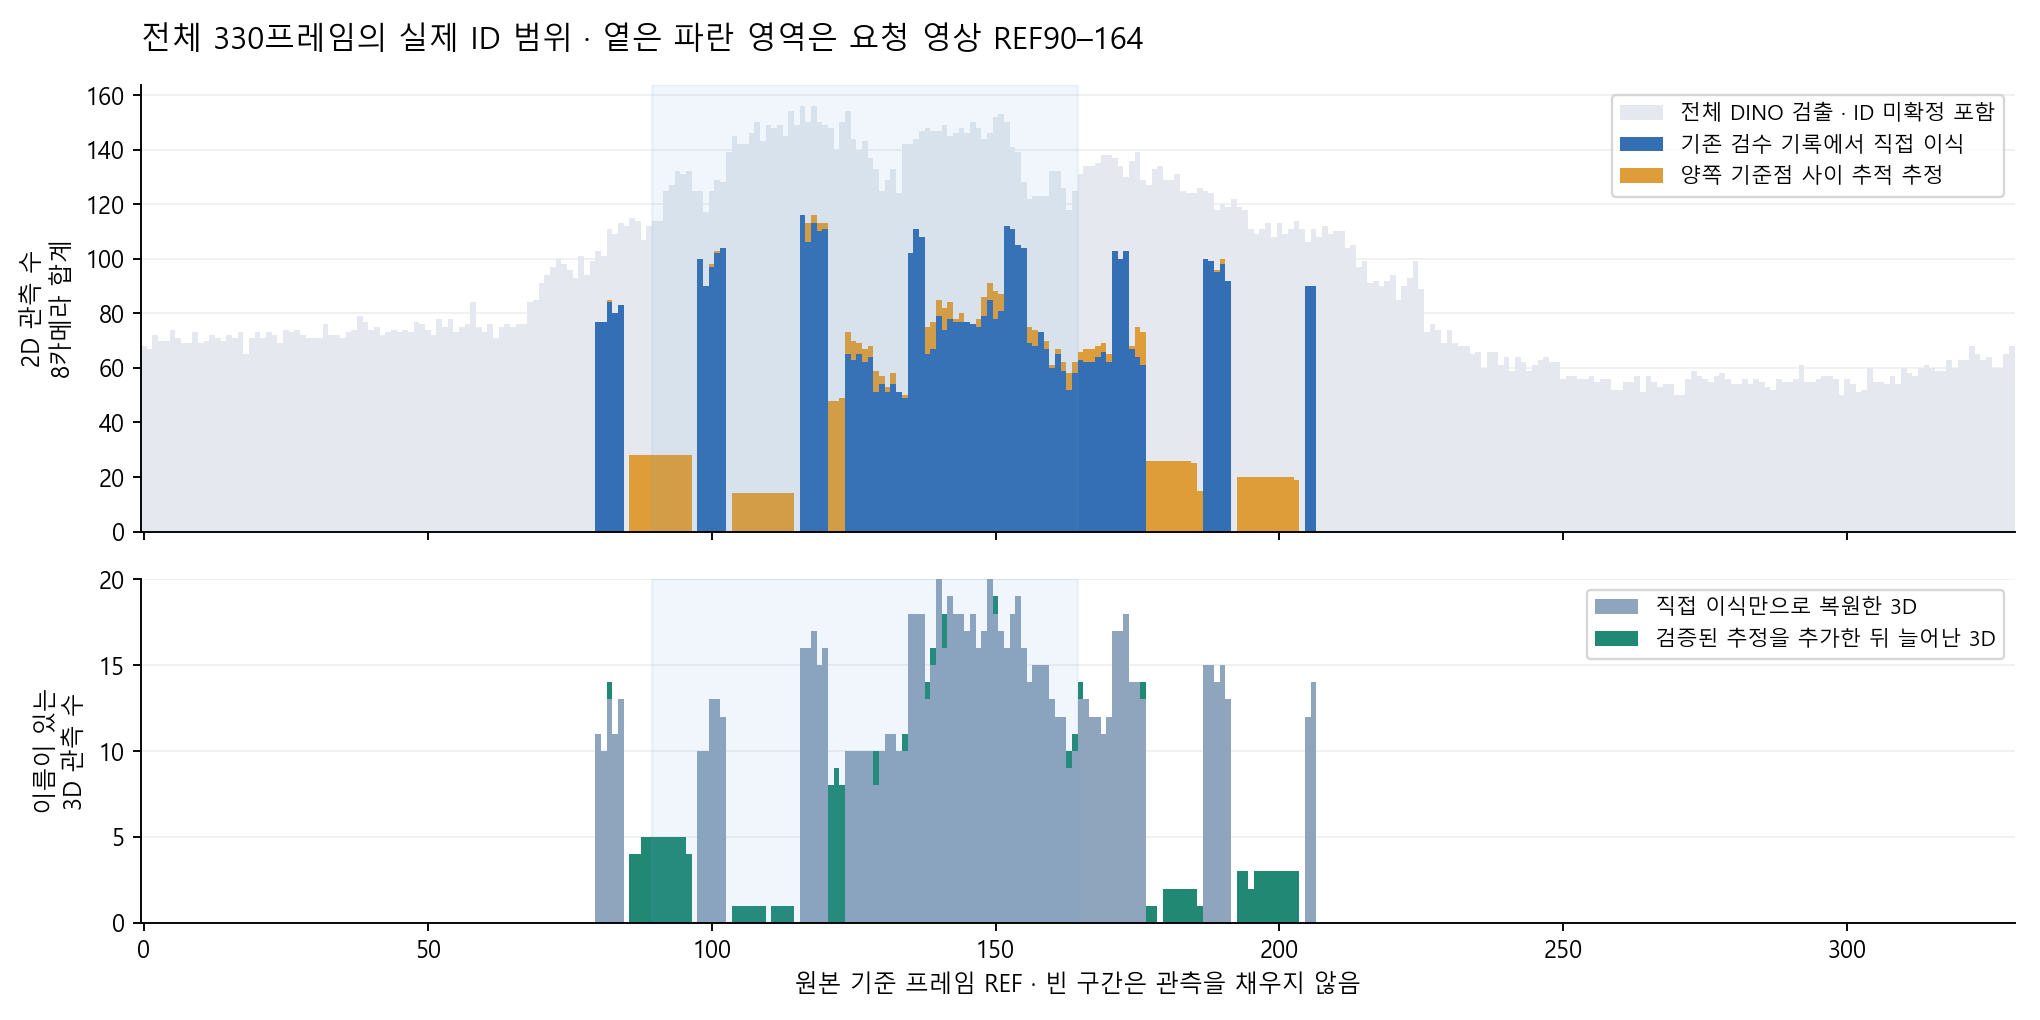 전체 330프레임의 실제 ID 범위 · 옅은 파란 영역은 요청 영상 REF90–164
160
140
120
100
80
60
40
20
0
2D 관측 수
8카메라 합계
전체 DINO 검출 · ID 미확정 포함
기존 검수 기록에서 직접 이식
양쪽 기준점 사이 추적 추정
20
15
10
5
0
이름이 있는
3D 관측 수
직접 이식만으로 복원한 3D
검증된 추정을 추가한 뒤 늘어난 3D
0 50 100 150 200 250 300
원본 기준 프레임 REF · 빈 구간은 관측을 채우지 않음